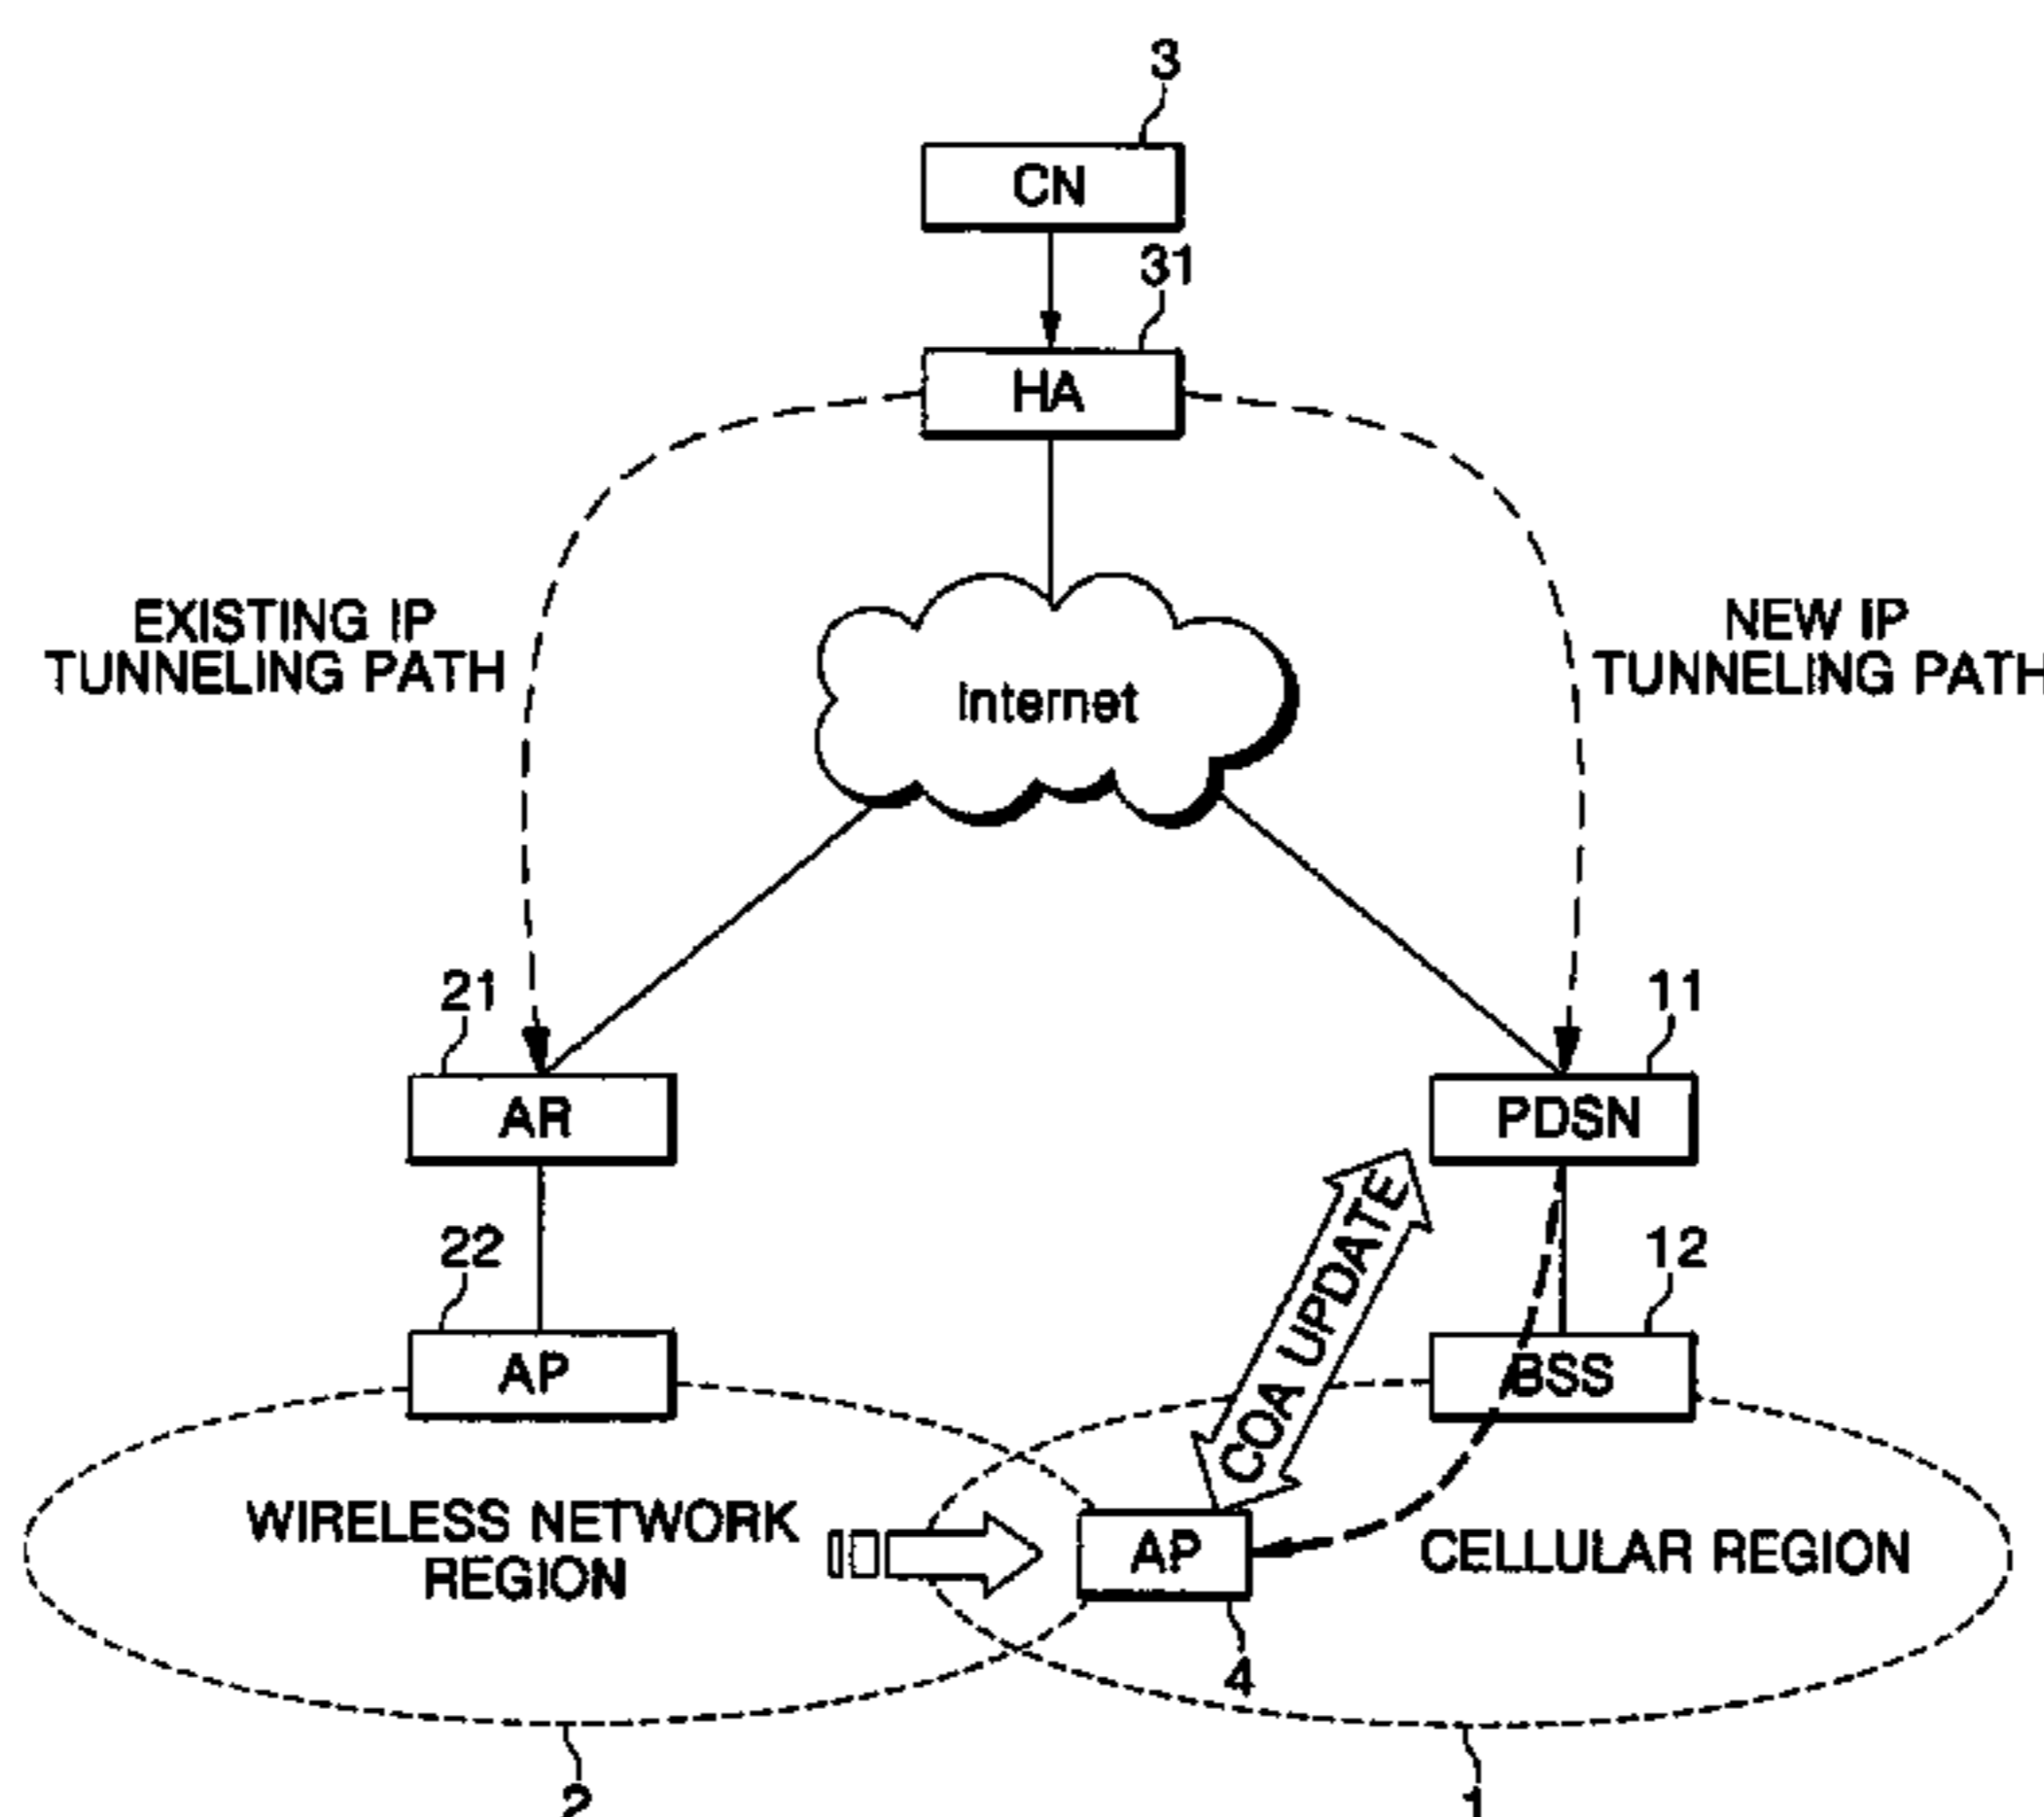 3
CN
31
HA
EXISTING IP
TUNNELING PATH
NEW IP
TUNNELING PATH
Internet
21
11
AR
PDSN
COA UPDATE
22
12
AP
BSS
WIRELESS NETWORK
REGION
AP
CELLULAR REGION
4
2
1